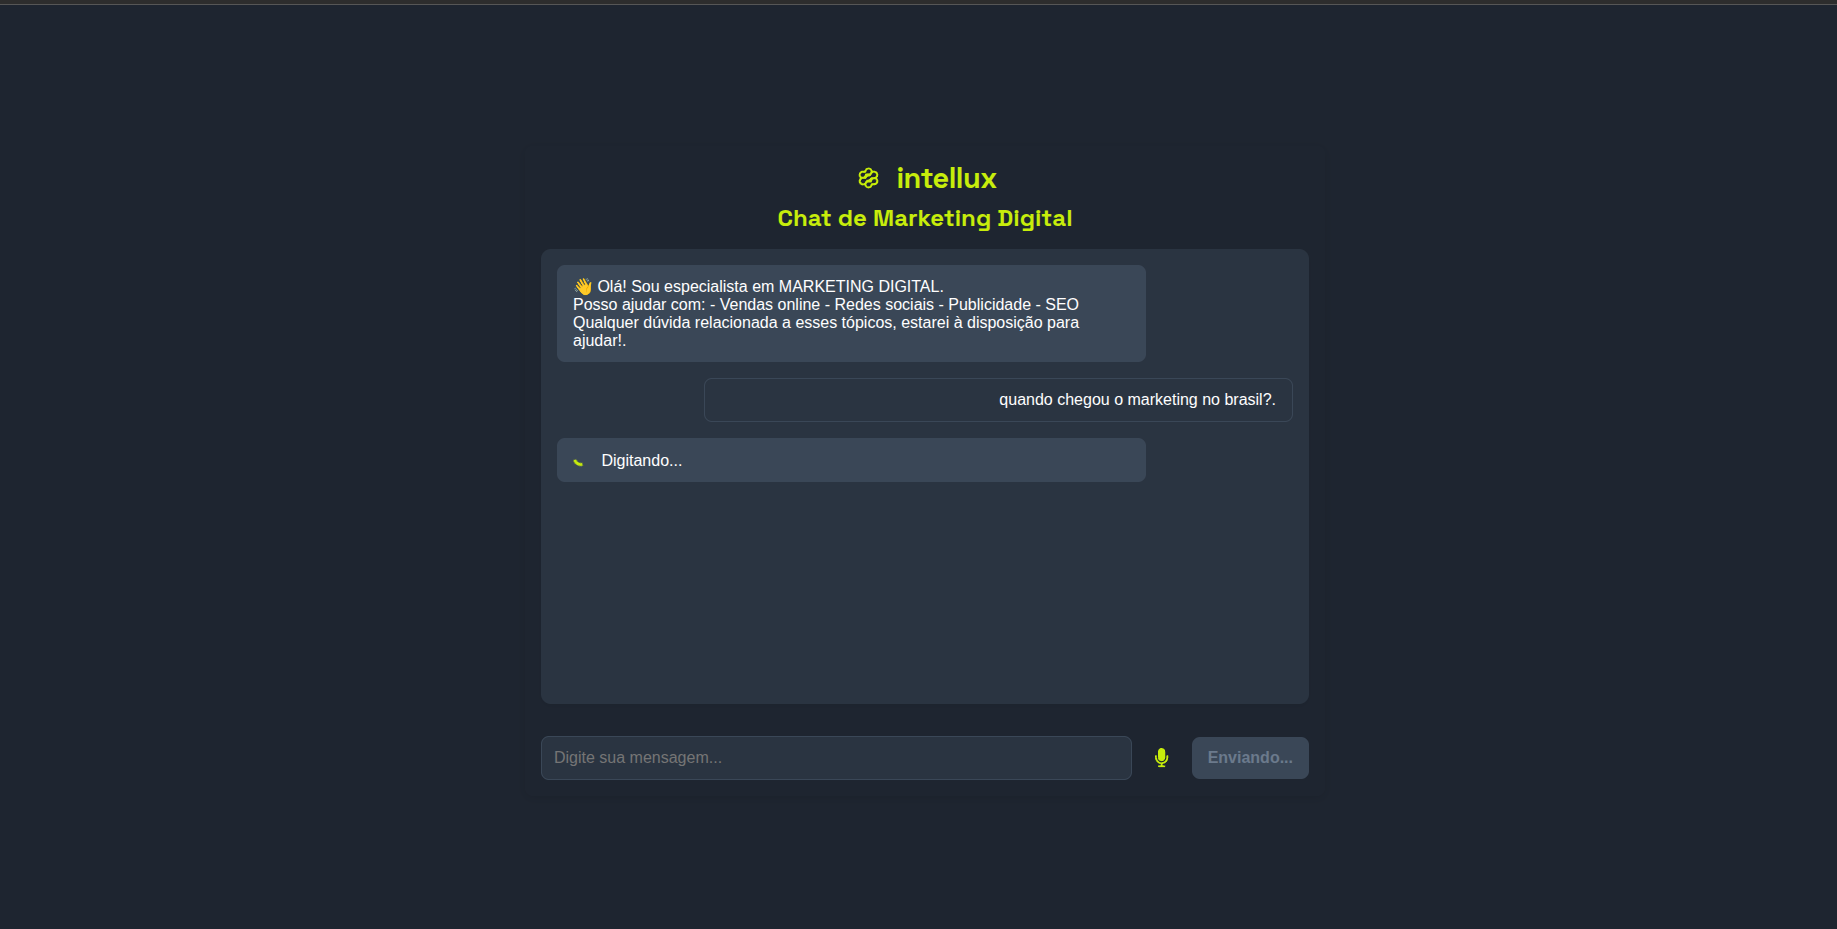 intellux
Chat de Marketing Digital
👋 Olá! Sou especialista em MARKETING DIGITAL.
Posso ajudar com: - Vendas online - Redes sociais - Publicidade - SEO
Qualquer dúvida relacionada a esses tópicos, estarei à disposição para
ajudar!.
quando chegou o marketing no brasil?.
Digitando...
Digite sua mensagem...
Enviando...